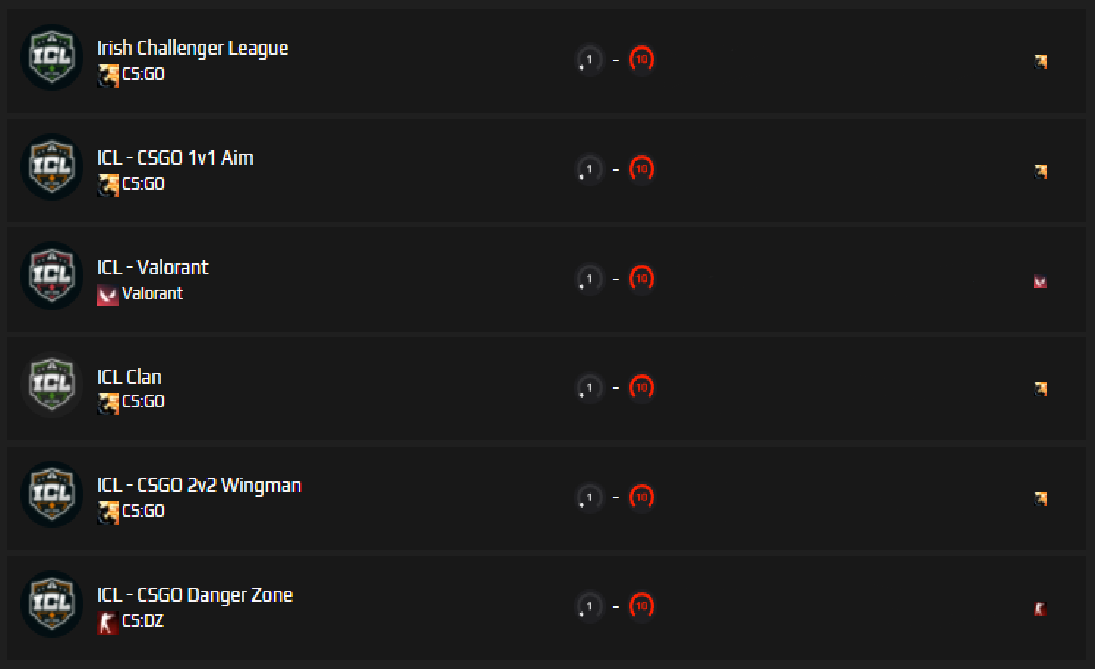 ICL
Irish Challenger League
CS:GO
1 - 10
ICL
ICL - CSGO 1v1 Aim
CS:GO
1 - 10
ICL
ICL - Valorant
Valorant
1 - 10
ICL
ICL Clan
CS:GO
1 - 10
ICL
ICL - CSGO 2v2 Wingman
CS:GO
1 - 10
ICL
ICL - CSGO Danger Zone
CS:DZ
1 - 10